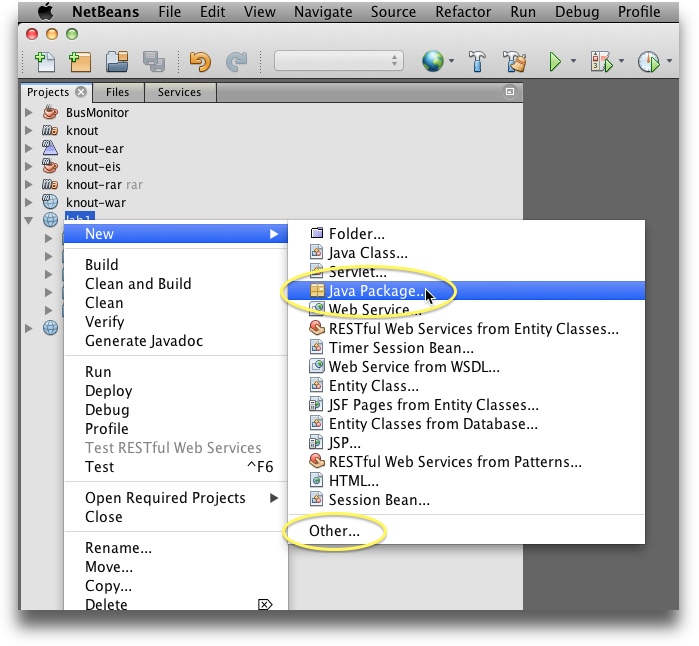 NetBeans File Edit View Navigate Source Refactor Run Debug Profile
Projects Files Services
BusMonitor
knout
knout-ear
knout-eis
knout-rar rar
knout-war
lab1
New
Build
Clean and Build
Clean
Verify
Generate Javadoc
Run
Deploy
Debug
Profile
Test RESTful Web Services
Test ^F6
Open Required Projects
Close
Rename...
Move...
Copy...
Delete
Folder...
Java Class...
Servlet...
Java Package...
Web Service...
RESTful Web Services from Entity Classes...
Timer Session Bean...
Web Service from WSDL...
Entity Class...
JSF Pages from Entity Classes...
Entity Classes from Database...
JSP...
RESTful Web Services from Patterns...
HTML...
Session Bean...
Other...